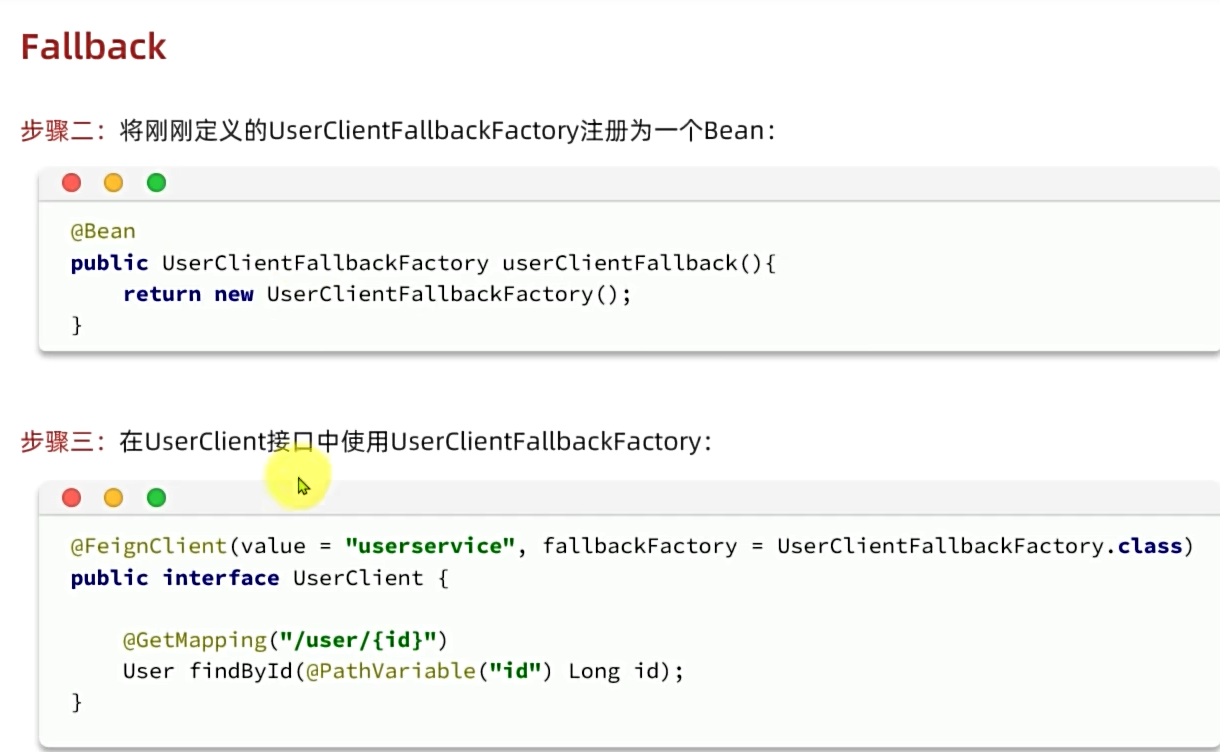 Fallback
步骤二：将刚刚定义的UserClientFallbackFactory注册为一个Bean：
@Bean
public UserClientFallbackFactory userClientFallback(){
    return new UserClientFallbackFactory();
}
步骤三：在UserClient接口中使用UserClientFallbackFactory：
@FeignClient(value = "userservice", fallbackFactory = UserClientFallbackFactory.class)
public interface UserClient {
    @GetMapping("/user/{id}")
    User findById(@PathVariable("id") Long id);
}